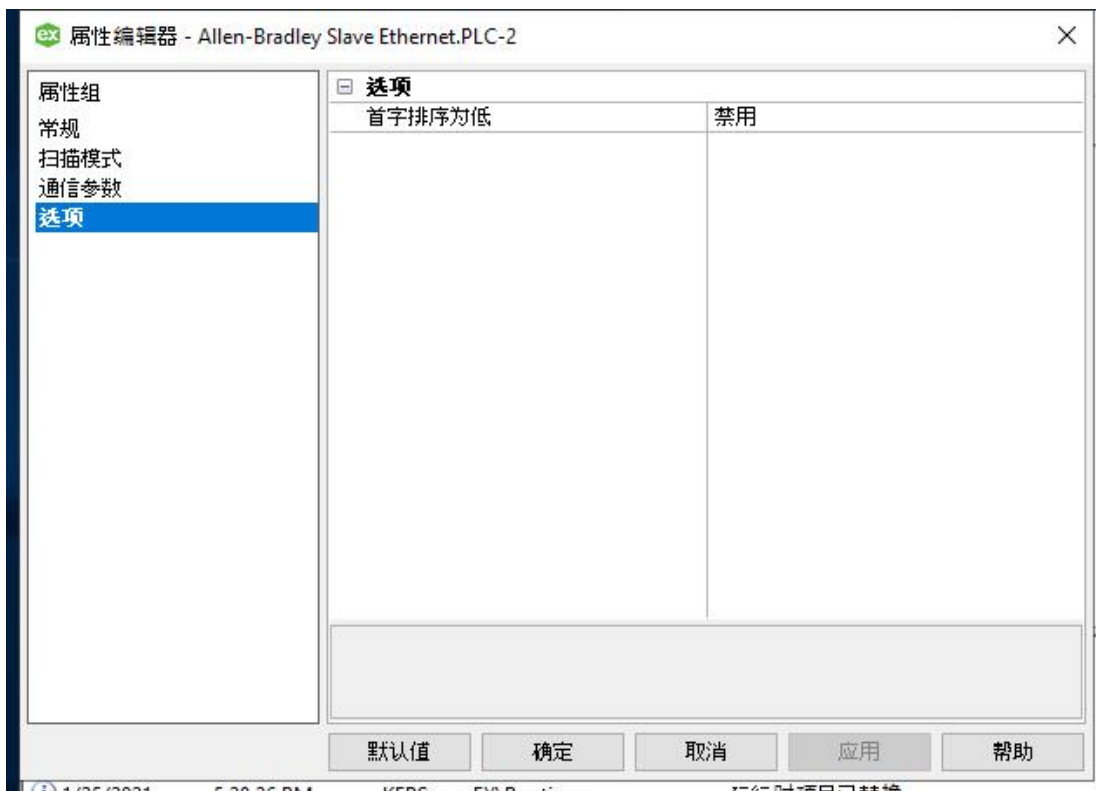 ex 属性编辑器 - Allen-Bradley Slave Ethernet.PLC-2
属性组
常规
扫描模式
通信参数
选项
选项
首字排序为低 禁用
默认值 确定 取消 应用 帮助